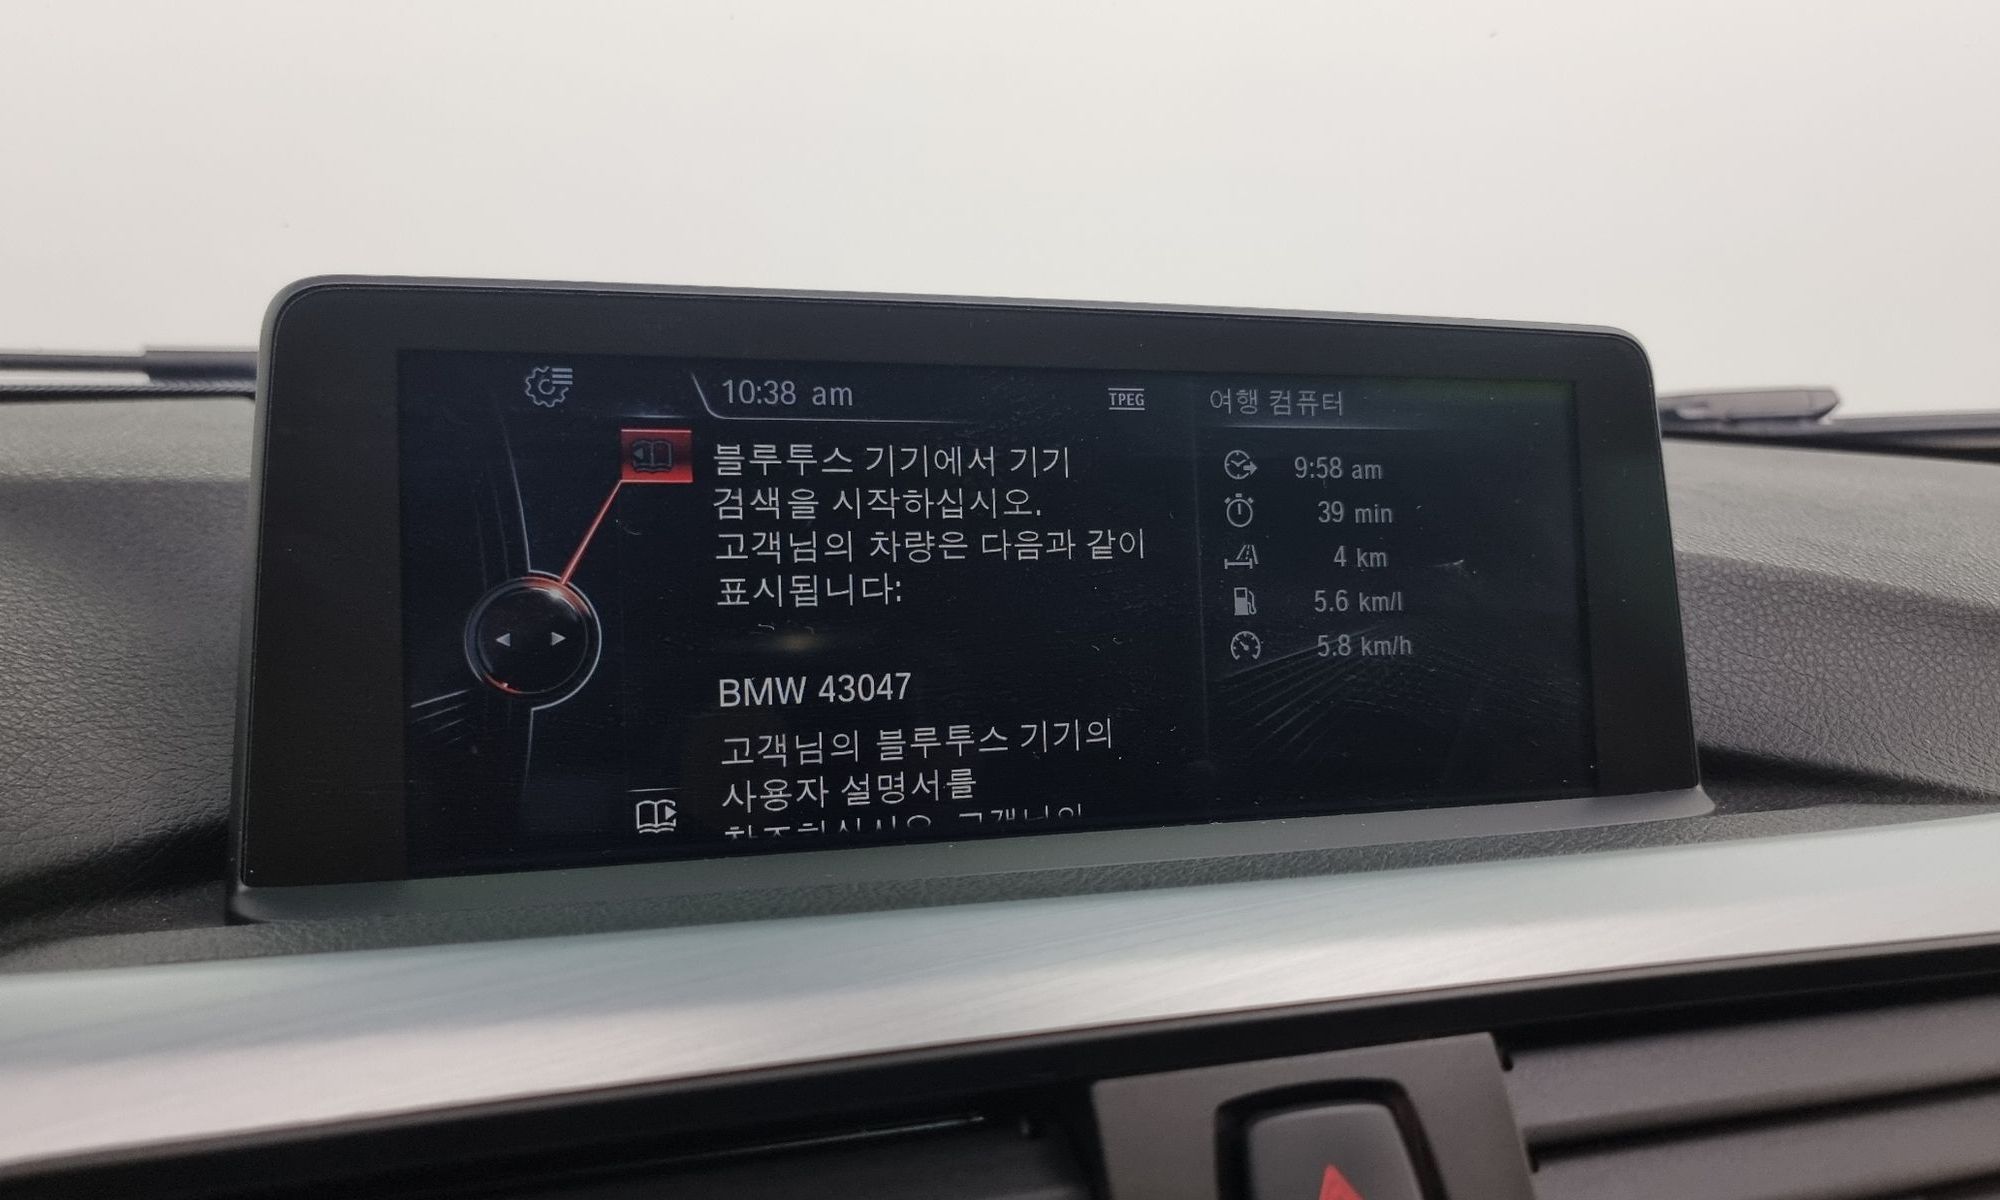 10:38 am
TPEG
블루투스 기기에서 기기
검색을 시작하십시오.
고객님의 차량은 다음과 같이
표시됩니다:
BMW 43047
고객님의 블루투스 기기의
사용자 설명서를
여행 컴퓨터
9:58 am
39 min
4 km
5.6 km/l
5.8 km/h